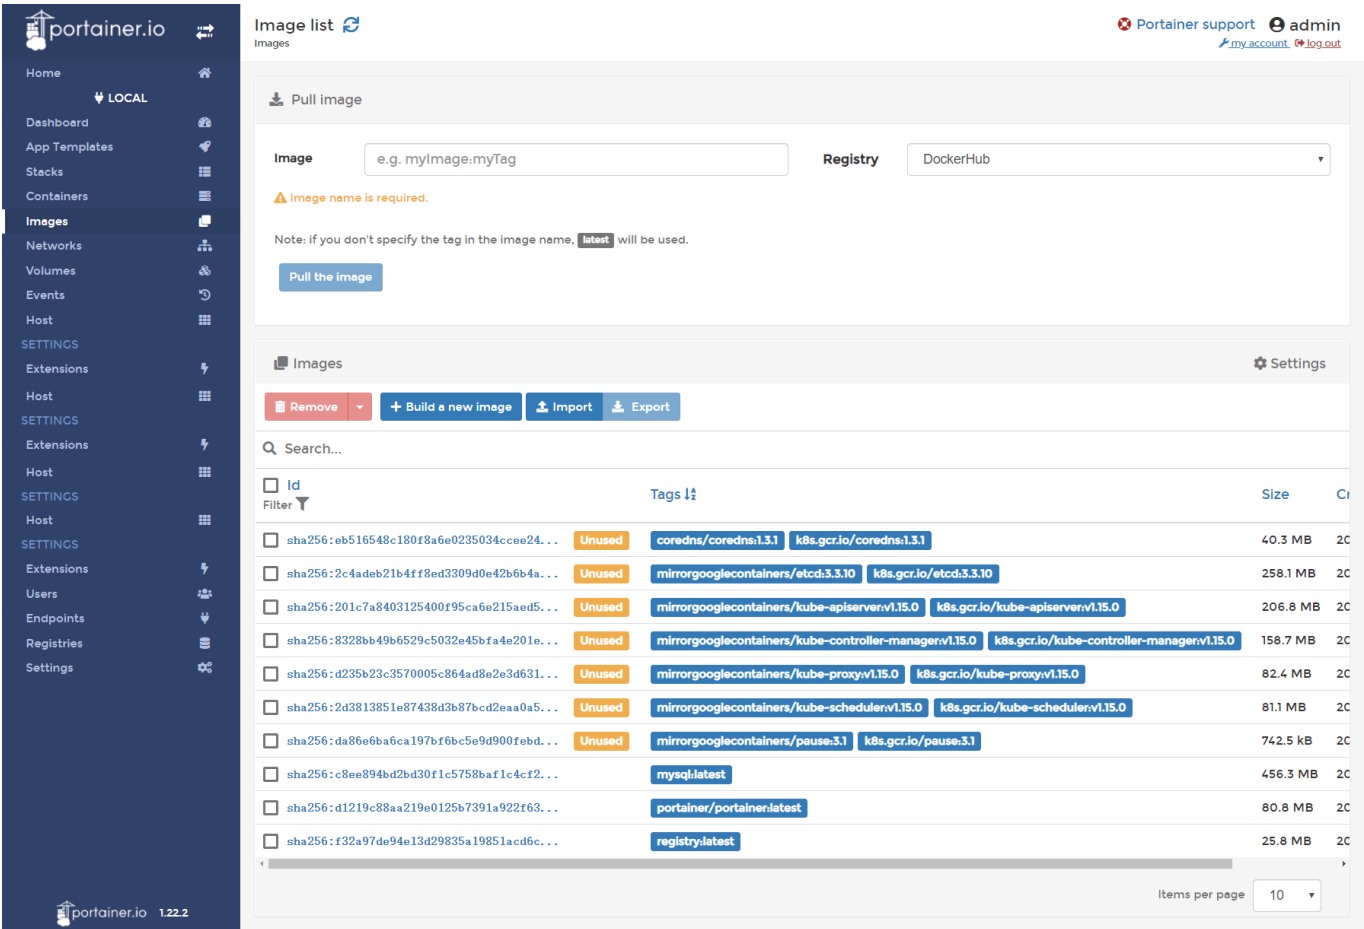 portainer.io
Home
LOCAL
Dashboard
App Templates
Stacks
Containers
Images
Networks
Volumes
Events
Host
SETTINGS
Extensions
Host
SETTINGS
Extensions
Host
SETTINGS
Host
SETTINGS
Extensions
Users
Endpoints
Registries
Settings
portainer.io 1.22.2
Image list
Images
Portainer support admin
my account log out
Pull image
Image e.g. myImage:myTag Registry DockerHub
Image name is required.
Note: if you don't specify the tag in the image name, latest will be used.
Pull the image
Images Settings
Remove Build a new image Import Export
Search...
Id
Filter
Tags Size Cr
sha256:eb516548c180f8a6e0235034ccee24... Unused coredns/coredns:1.3.1 k8s.gcr.io/coredns:1.3.1 40.3 MB 20
sha256:2c4adeb21b4ff8ed3309d0e42b6b4a... Unused mirrorgooglecontainers/etcd:3.3.10 k8s.gcr.io/etcd:3.3.10 258.1 MB 20
sha256:201c7a8403125400f95ca6e215aed5... Unused mirrorgooglecontainers/kube-apiserver:v1.15.0 k8s.gcr.io/kube-apiserver:v1.15.0 206.8 MB 20
sha256:8328bb49b6529c5032e45bfa4e201e... Unused mirrorgooglecontainers/kube-controller-manager:v1.15.0 k8s.gcr.io/kube-controller-manager:v1.15.0 158.7 MB 20
sha256:d235b23c3570005c864ad8e2e3d631... Unused mirrorgooglecontainers/kube-proxy:v1.15.0 k8s.gcr.io/kube-proxy:v1.15.0 82.4 MB 20
sha256:2d3813851e87438d3b87bcd2eaa0a5... Unused mirrorgooglecontainers/kube-scheduler:v1.15.0 k8s.gcr.io/kube-scheduler:v1.15.0 81.1 MB 20
sha256:da86e6ba6ca197bf6bc5e9d900febd... Unused mirrorgooglecontainers/pause:3.1 k8s.gcr.io/pause:3.1 742.5 kB 20
sha256:c8ee894bd2bd30f1c5758baf1c4cf2... mysql:latest 456.3 MB 20
sha256:d1219c88aa219e0125b7391a922f63... portainer/portainer:latest 80.8 MB 20
sha256:f32a97de94e13d29835a19851acd6c... registry:latest 25.8 MB 20
Items per page 10